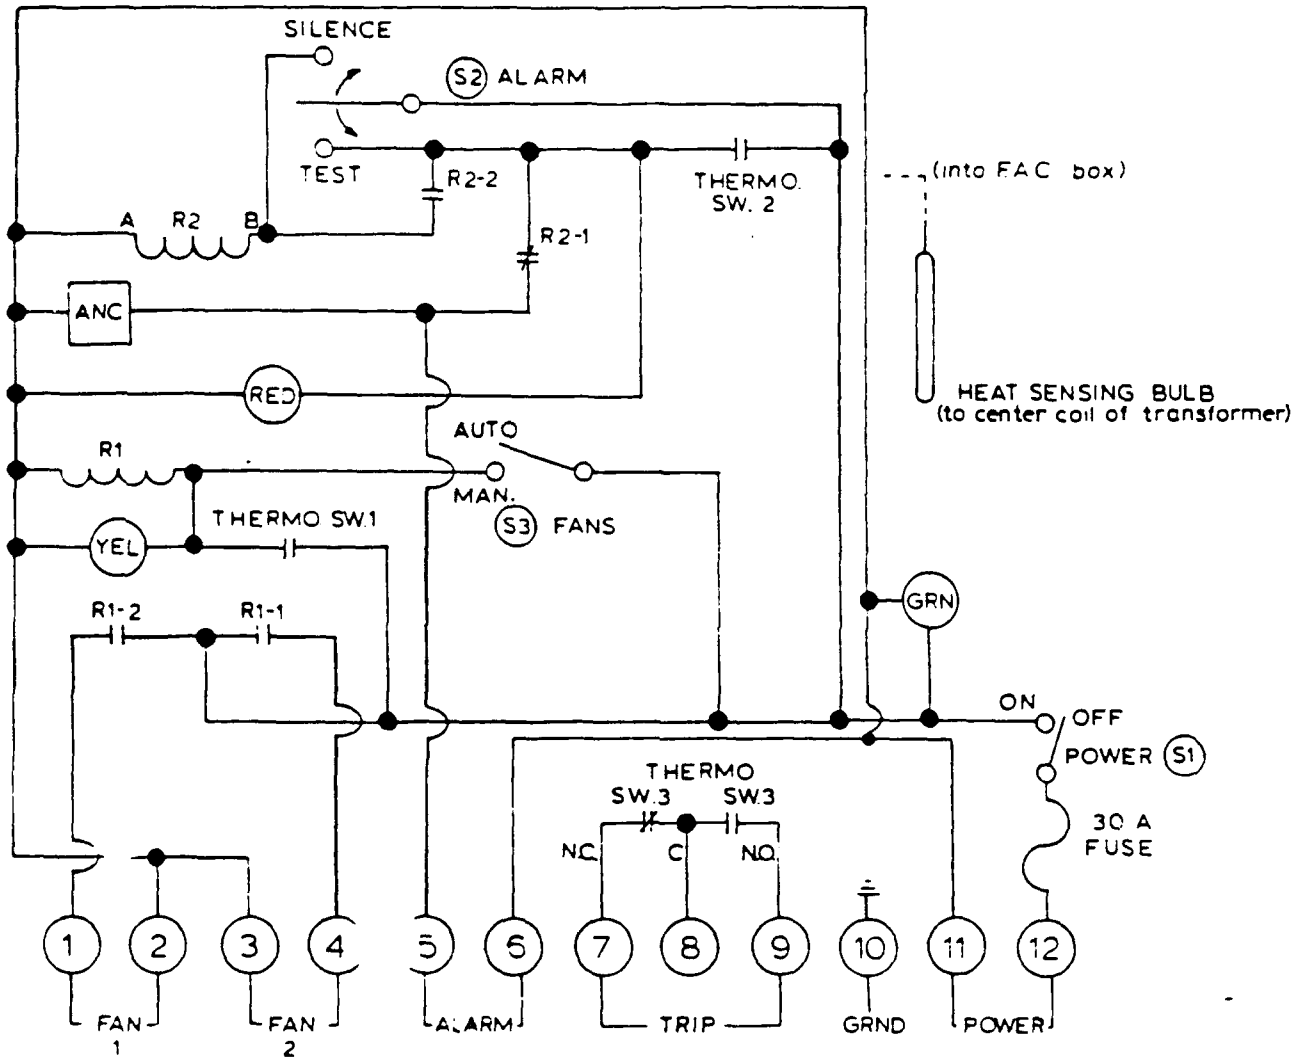 SILENCE
S2 ALARM
TEST
R2-2
THERMO.
SW. 2
(into F.A.C box)
A R2 B
R2-1
ANC
RED
HEAT SENSING BULB
(to center coil of transformer)
AUTO
R1
MAN.
S3 FANS
THERMO SW.1
YEL
R1-2
R1-1
GRN
ON
OFF
POWER S1
THERMO
SW.3 SW.3
30 A
FUSE
N.C. C N.O.
1 2 3 4 5 6 7 8 9 10 11 12
FAN
1
FAN
2
ALARM
TRIP
GRND
POWER